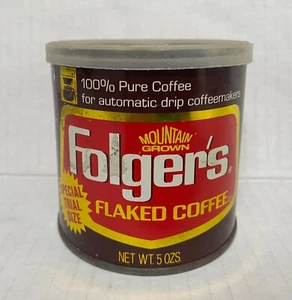 100% Pure Coffee
for automatic drip coffeemakers
MOUNTAIN
GROWN
Folger's®
SPECIAL
TRIAL
SIZE
FLAKED COFFEE
NET WT. 5 OZS.